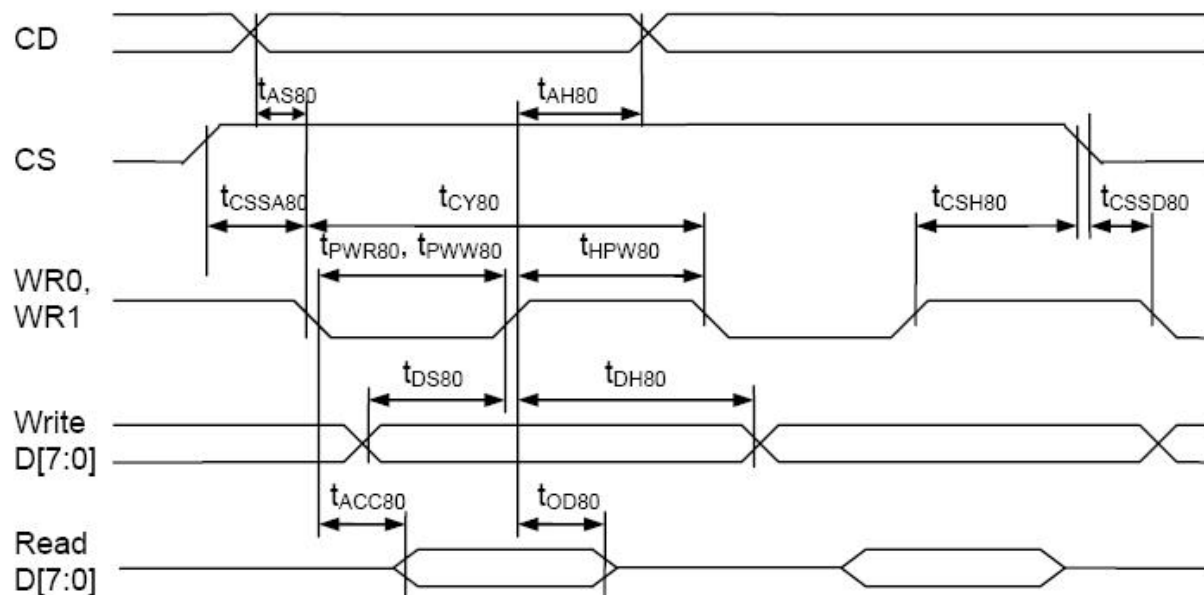 CD
tAS80
tAH80
CS
tCSSA80
tCY80
tCSH80
tCSSD80
tPWR80, tPWW80
tHPW80
WR0,
WR1
tDS80
tDH80
Write
D[7:0]
tACC80
tOD80
Read
D[7:0]